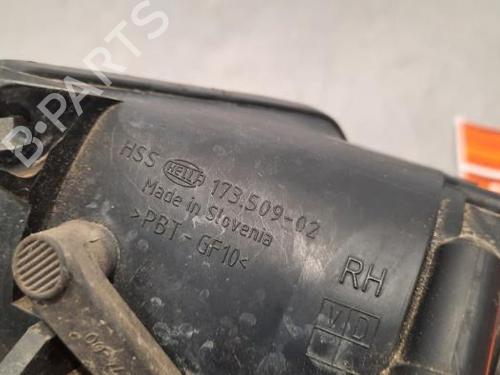 B-PARTS
HSS HELLA 173.509-02
Made in Slovenia
>PBT-GF10<
RH
V D